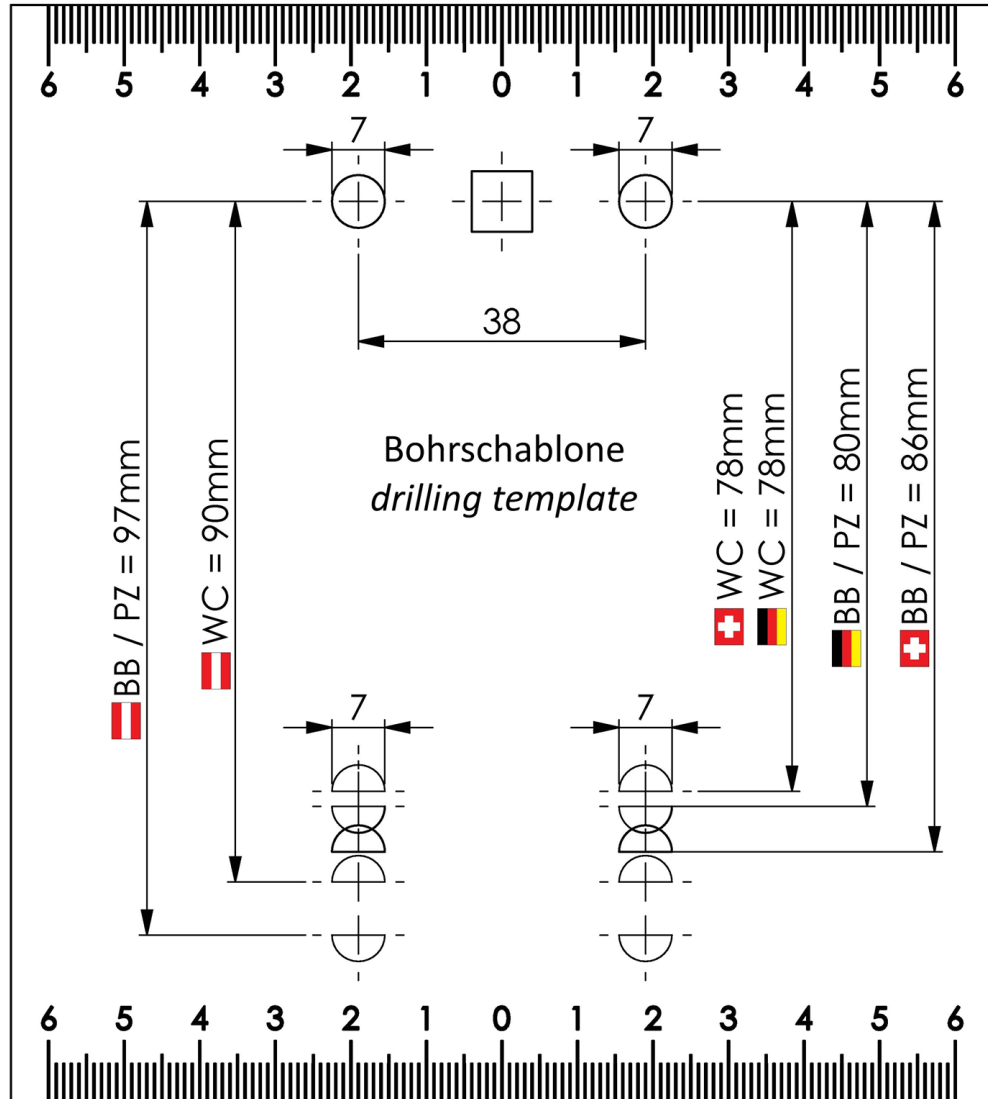 6 5 4 3 2 1 0 1 2 3 4 5 6
7 7
38
Bohrschablone
drilling template
BB / PZ = 97mm
WC = 90mm
WC = 78mm
WC = 78mm
BB / PZ = 80mm
BB / PZ = 86mm
7 7
6 5 4 3 2 1 0 1 2 3 4 5 6